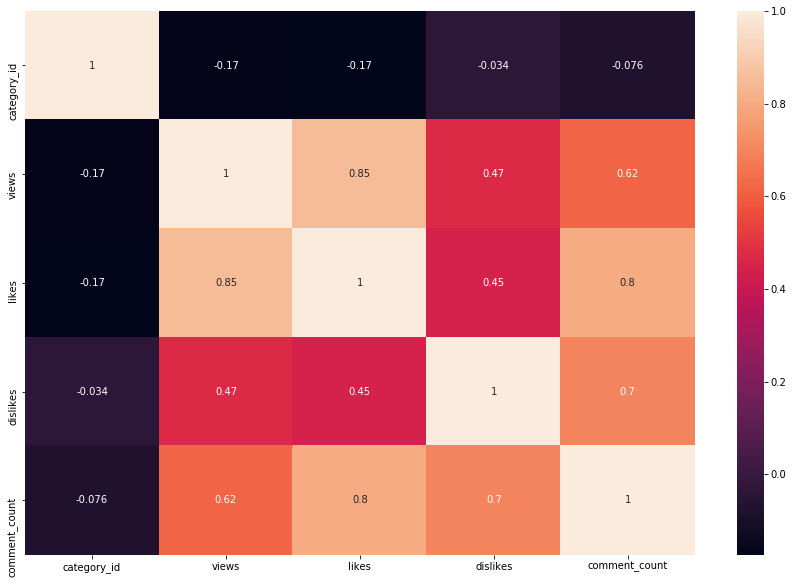 category_id 1 -0.17 -0.17 -0.034 -0.076
views -0.17 1 0.85 0.47 0.62
likes -0.17 0.85 1 0.45 0.8
dislikes -0.034 0.47 0.45 1 0.7
comment_count -0.076 0.62 0.8 0.7 1
category_id views likes dislikes comment_count
1.0
0.8
0.6
0.4
0.2
0.0